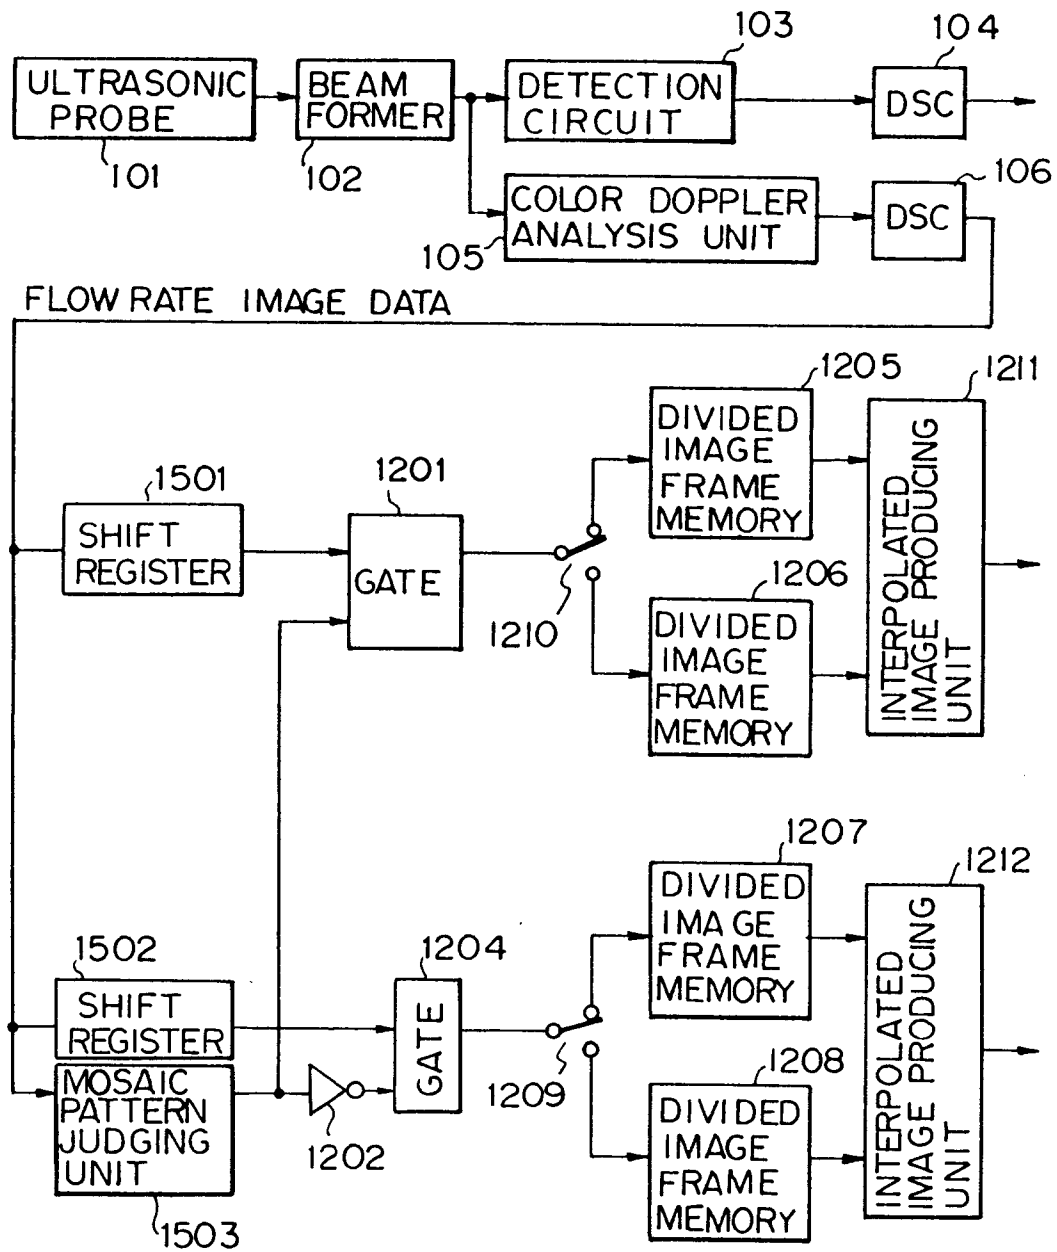 103
104
ULTRASONIC
PROBE
BEAM
FORMER
DETECTION
CIRCUIT
DSC
101
102
106
COLOR DOPPLER
ANALYSIS UNIT
DSC
105
FLOW RATE IMAGE DATA
1205
1211
DIVIDED
IMAGE
FRAME
MEMORY
INTERPOLATED
IMAGE PRODUCING
UNIT
1501
1201
SHIFT
REGISTER
GATE
1210
1206
DIVIDED
IMAGE
FRAME
MEMORY
1207
1212
DIVIDED
IMAGE
FRAME
MEMORY
INTERPOLATED
IMAGE PRODUCING
UNIT
1502
1204
SHIFT
REGISTER
GATE
1209
1208
MOSAIC
PATTERN
JUDGING
UNIT
1202
DIVIDED
IMAGE
FRAME
MEMORY
1503